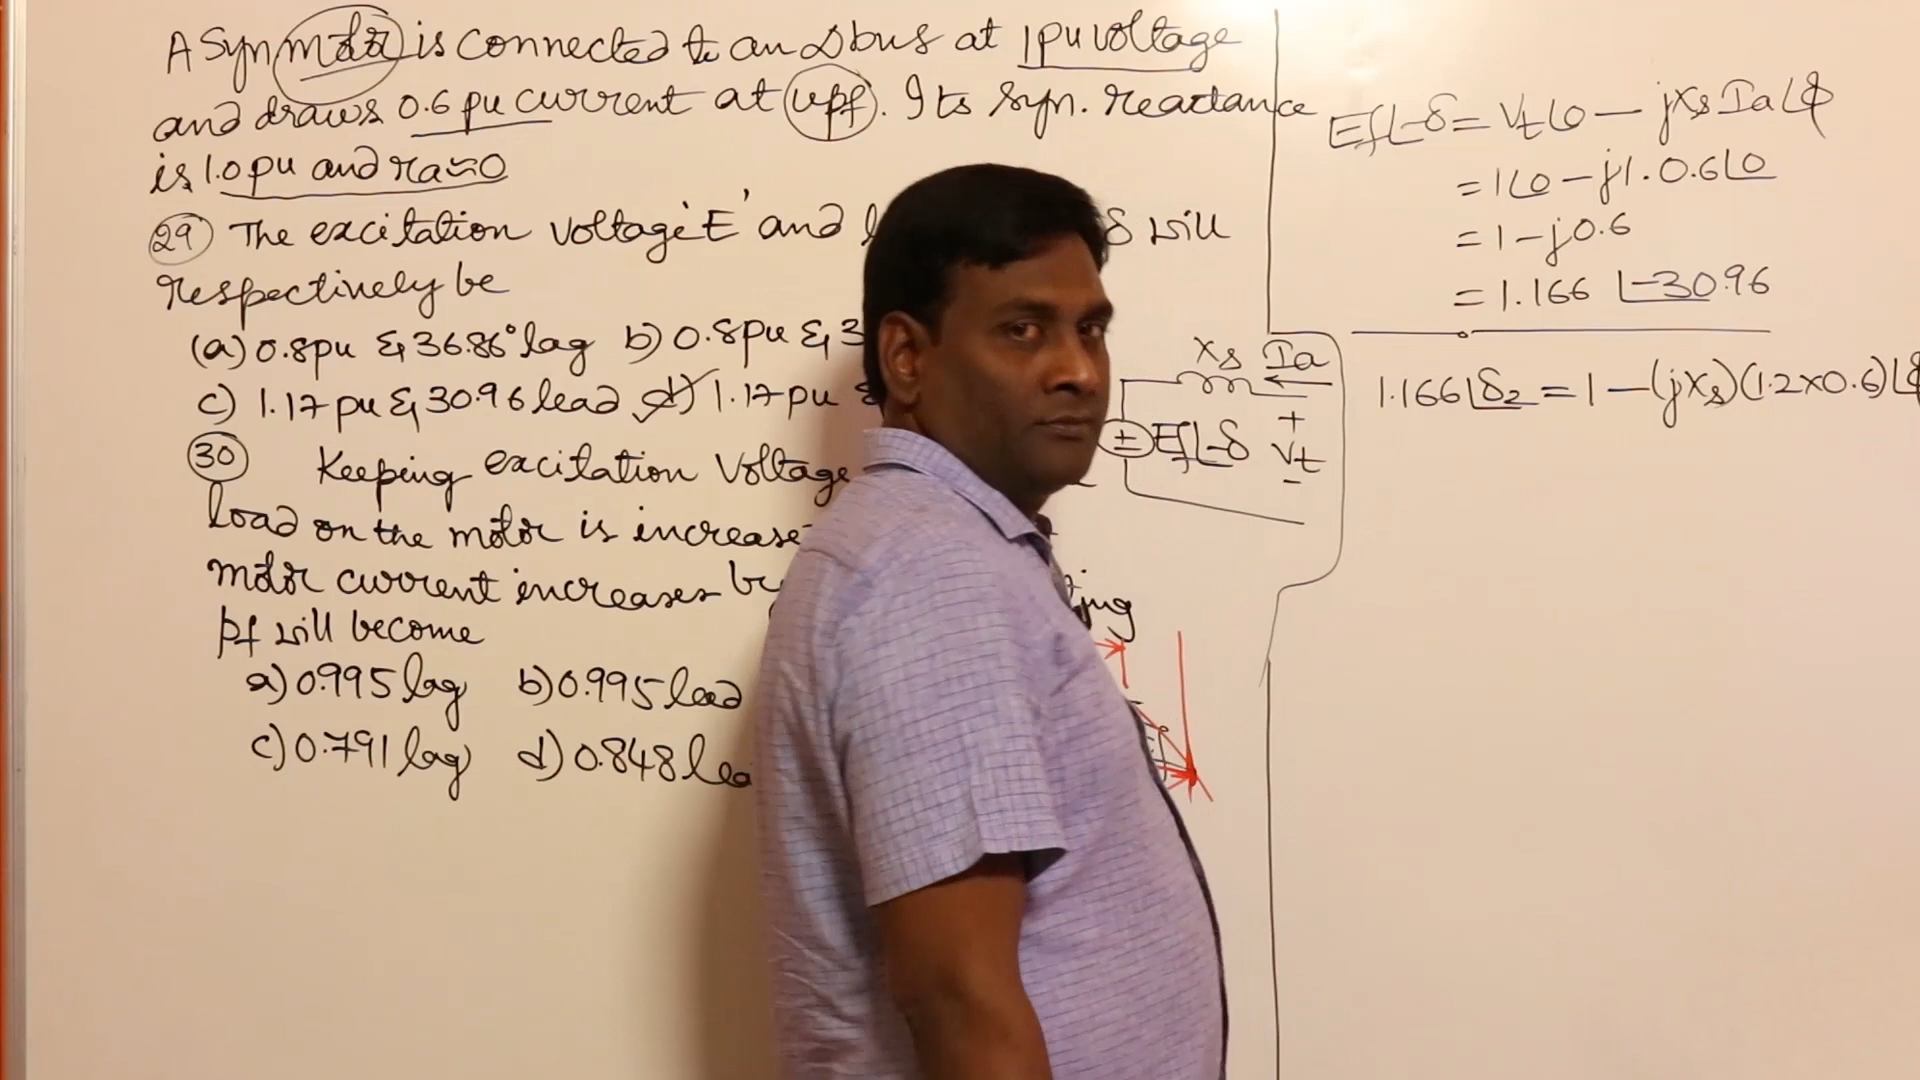 A Syn motor is connected to an ∞ bus at 1pu voltage
and draws 0.6 pu current at upf. Its syn. reactance
is 1.0 pu and ra≈0
(29) The excitation voltage 'E' and δ will
respectively be
(a) 0.8pu & 36.86° lag b) 0.8pu & 3
c) 1.17 pu & 30.96 lead d) 1.17 pu &
(30) Keeping excitation voltage
load on the motor is increase
motor current increases by
pf will become
a) 0.995 lag b) 0.995 lead
c) 0.791 lag d) 0.848 lea
Xs Ia
+
± Ef∠-δ Vt
-
Ef∠-δ = Vt∠0 - jXs Ia∠φ
= 1∠0 - j1.0.6∠0
= 1 - j0.6
= 1.166 ∠-30.96
1.166∠δ2 = 1 - (jXs)(1.2×0.6)∠φ